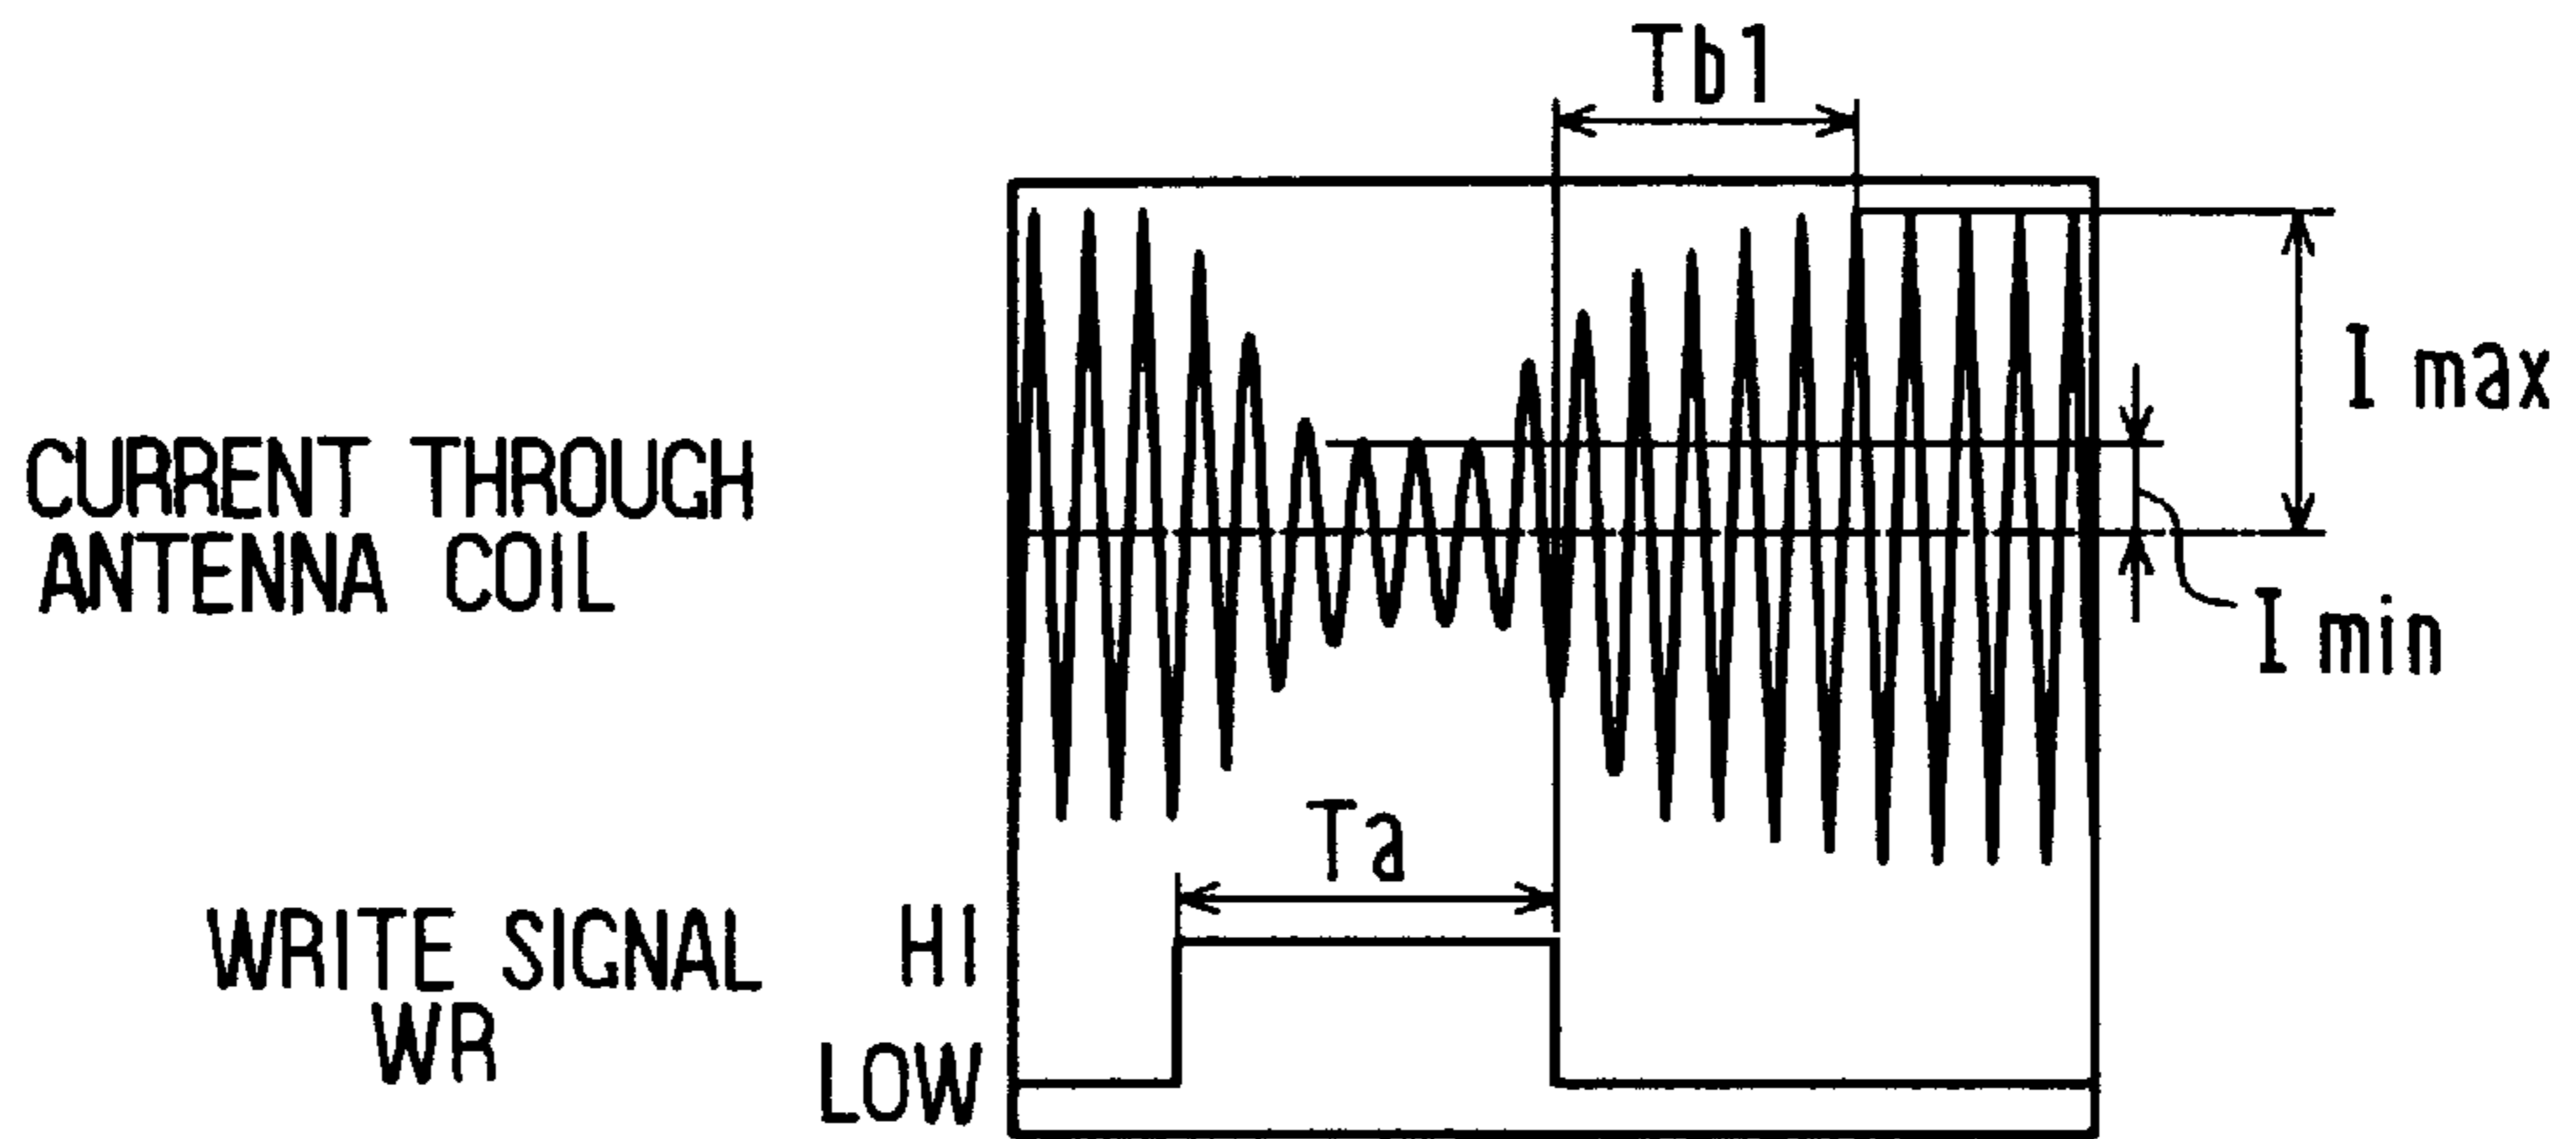 Tb1
I max
CURRENT THROUGH
ANTENNA COIL
I min
Ta
WRITE SIGNAL
WR
HI
LOW